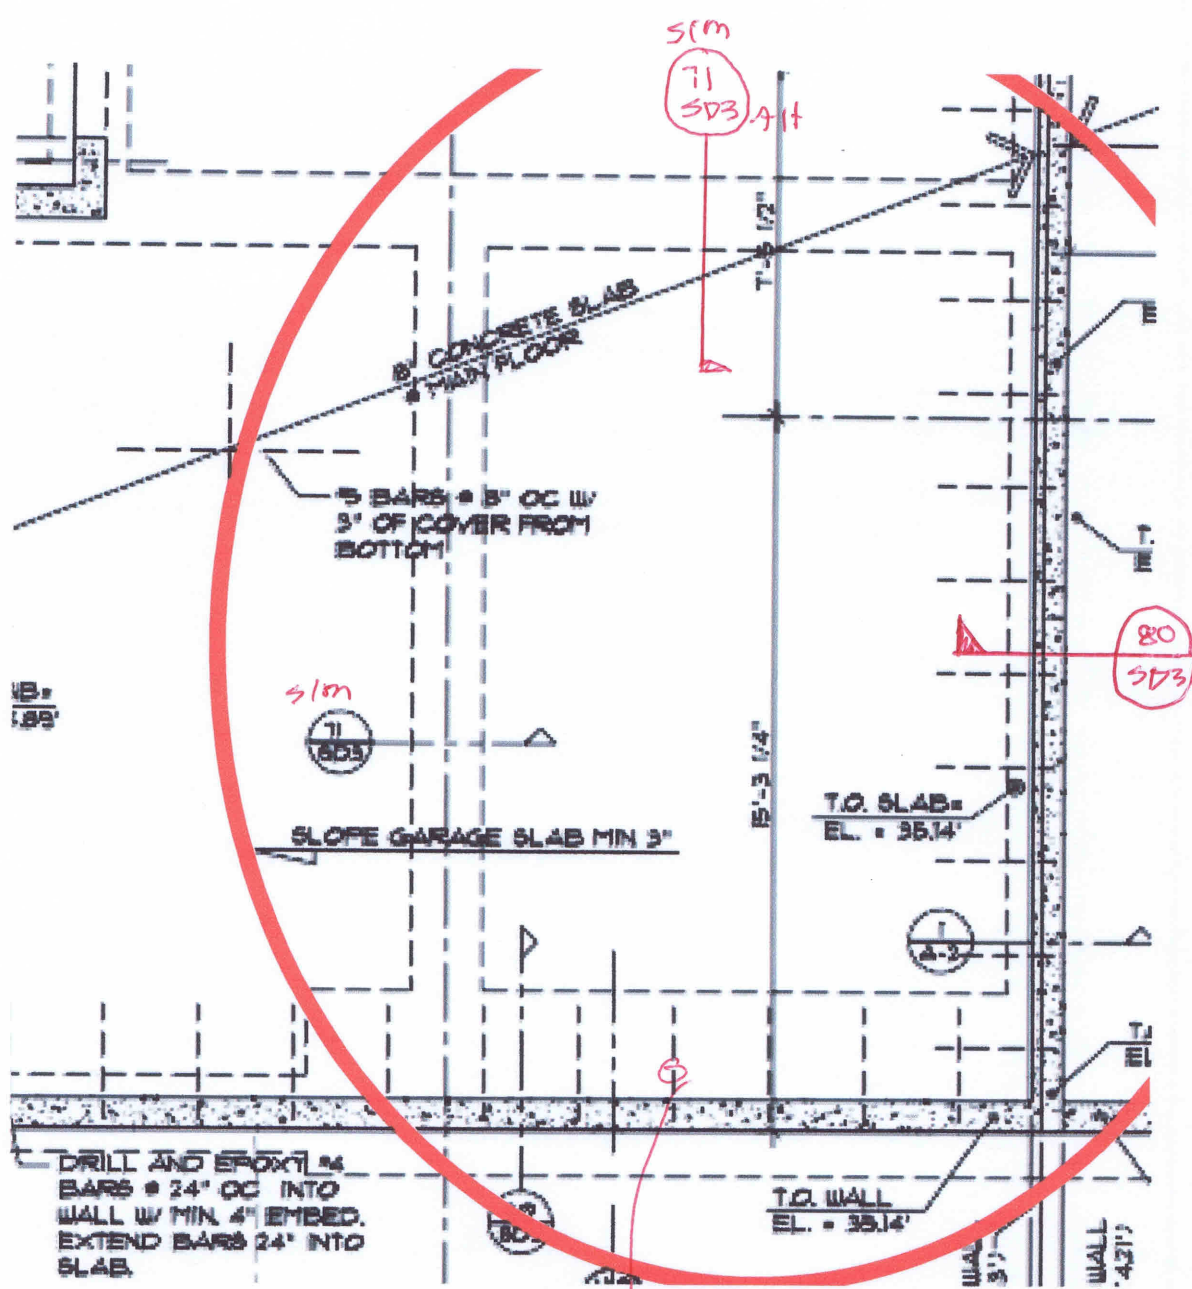 SIM
71
SD3 Alt
7'-
1/2"
8" CONCRETE SLAB
@ MAIN FLOOR
5 BARS @ 8" OC W/
3" OF COVER FROM
BOTTOM
T.
80
SD3
SIM
71
SD3
15'-3 1/4"
T.O. SLAB=
EL. = 35.14'
SLOPE GARAGE SLAB MIN 3"
1
A-2
DRILL AND EPOXY #4
BARS @ 24" OC INTO
WALL W/ MIN. 4" EMBED.
EXTEND BARS 24" INTO
SLAB.
T.O. WALL
EL. = 35.14'
WALL
WALL
4.21')